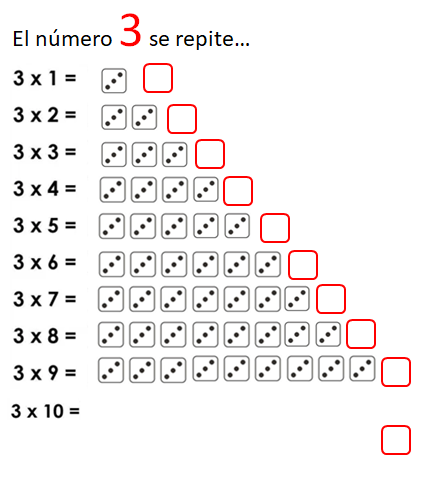 El número 3 se repite...
3 x 1 =
3 x 2 =
3 x 3 =
3 x 4 =
3 x 5 =
3 x 6 =
3 x 7 =
3 x 8 =
3 x 9 =
3 x 10 =